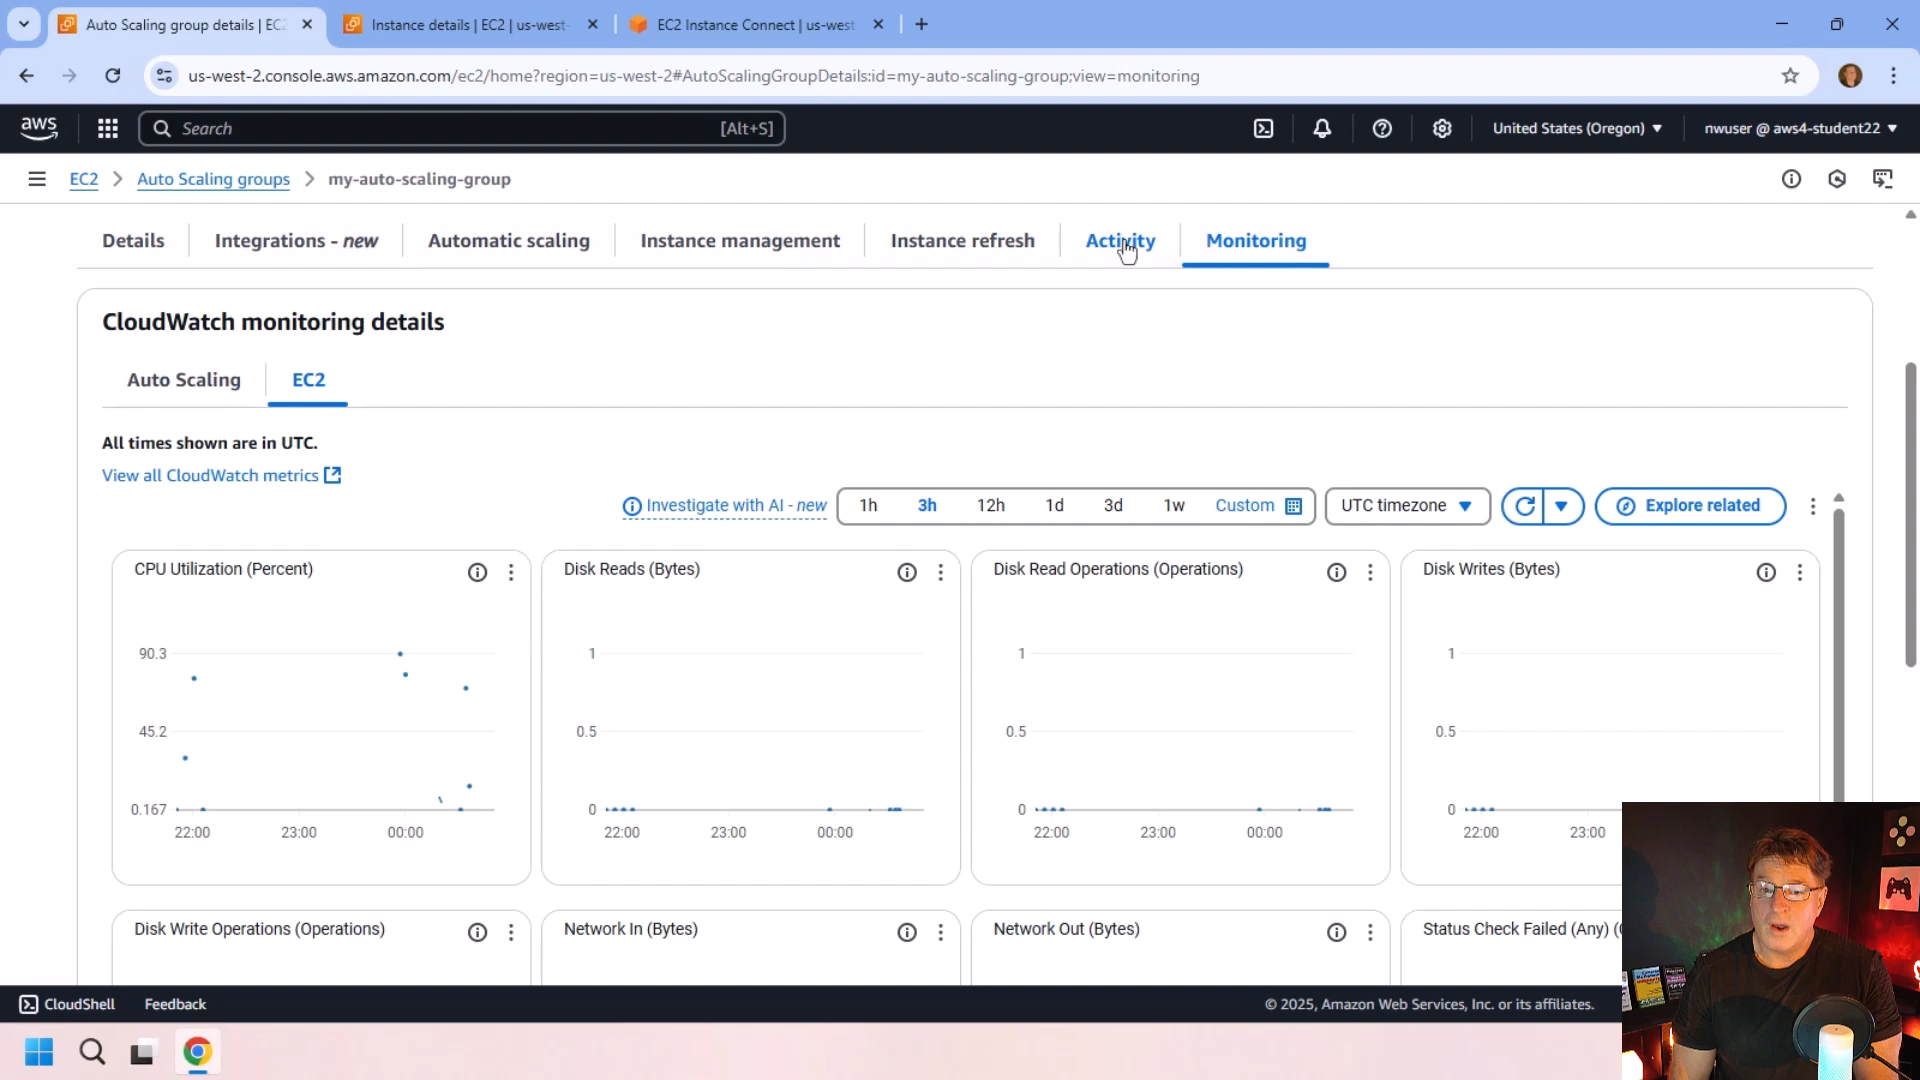 Auto Scaling group details | EC2
Instance details | EC2 | us-west-
EC2 Instance Connect | us-west
us-west-2.console.aws.amazon.com/ec2/home?region=us-west-2#AutoScalingGroupDetails:id=my-auto-scaling-group;view=monitoring
aws
Search
[Alt+S]
United States (Oregon)
nwuser @ aws4-student22
EC2 > Auto Scaling groups > my-auto-scaling-group
Details
Integrations - new
Automatic scaling
Instance management
Instance refresh
Activity
Monitoring
CloudWatch monitoring details
Auto Scaling
EC2
All times shown are in UTC.
View all CloudWatch metrics
Investigate with AI - new
1h 3h 12h 1d 3d 1w Custom
UTC timezone
Explore related
CPU Utilization (Percent)
90.3
45.2
0.167
22:00 23:00 00:00
Disk Reads (Bytes)
1
0.5
0
22:00 23:00 00:00
Disk Read Operations (Operations)
1
0.5
0
22:00 23:00 00:00
Disk Writes (Bytes)
1
0.5
0
22:00 23:00
Disk Write Operations (Operations)
Network In (Bytes)
Network Out (Bytes)
Status Check Failed (Any) (
CloudShell
Feedback
© 2025, Amazon Web Services, Inc. or its affiliates.